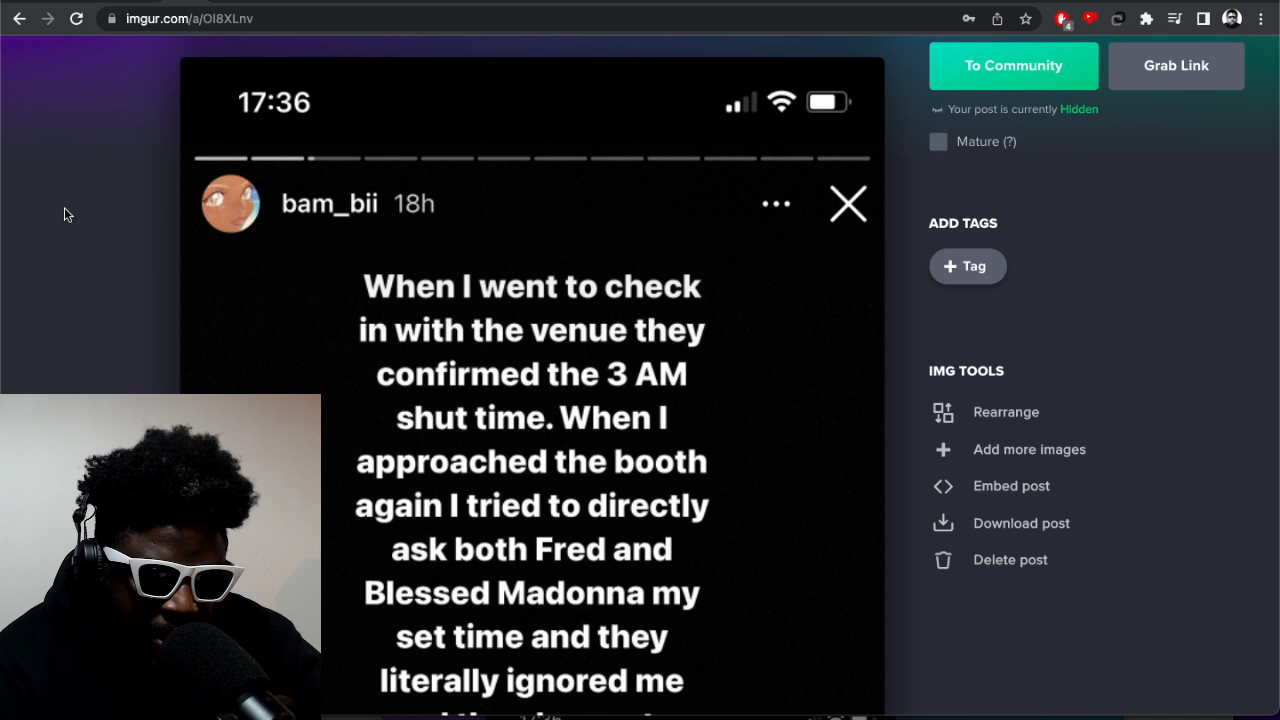 imgur.com/a/OI8XLnv
4
To Community
Grab Link
Your post is currently Hidden
Mature (?)
ADD TAGS
+ Tag
IMG TOOLS
Rearrange
Add more images
Embed post
Download post
Delete post
17:36
bam_bii 18h
When I went to check
in with the venue they
confirmed the 3 AM
shut time. When I
approached the booth
again I tried to directly
ask both Fred and
Blessed Madonna my
set time and they
literally ignored me